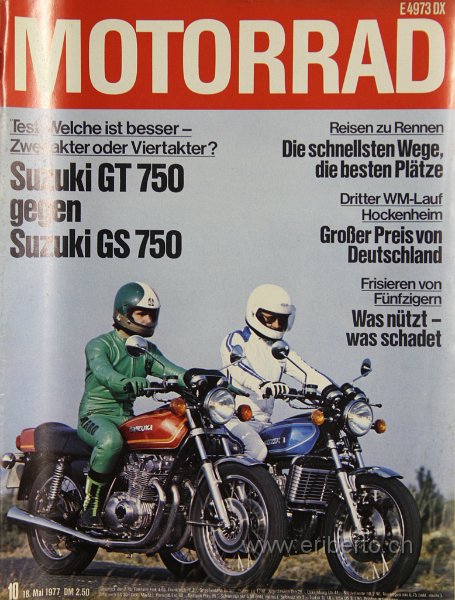 E 4973 DX
MOTORRAD
Test: Welche ist besser –
Zweitakter oder Viertakter?
Suzuki GT 750
gegen
Suzuki GS 750
Reisen zu Rennen
Die schnellsten Wege,
die besten Plätze
Dritter WM-Lauf
Hockenheim
Großer Preis von
Deutschland
Frisieren von
Fünfzigern
Was nützt –
was schadet
SUZUKI
www.eriberto.ch
10 18. Mai 1977 DM 2.50